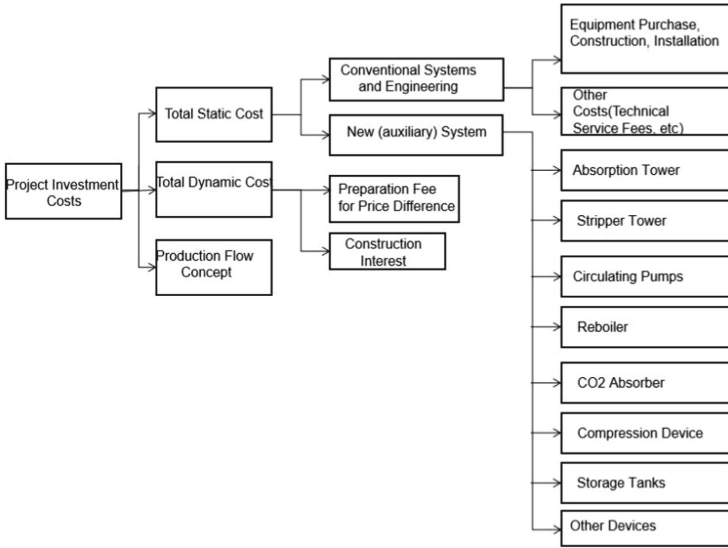 Project Investment
Costs
Total Static Cost
Total Dynamic Cost
Production Flow
Concept
Conventional Systems
and Engineering
New (auxiliary) System
Preparation Fee
for Price Difference
Construction
Interest
Equipment Purchase,
Construction, Installation
Other
Costs(Technical
Service Fees, etc)
Absorption Tower
Stripper Tower
Circulating Pumps
Reboiler
CO2 Absorber
Compression Device
Storage Tanks
Other Devices